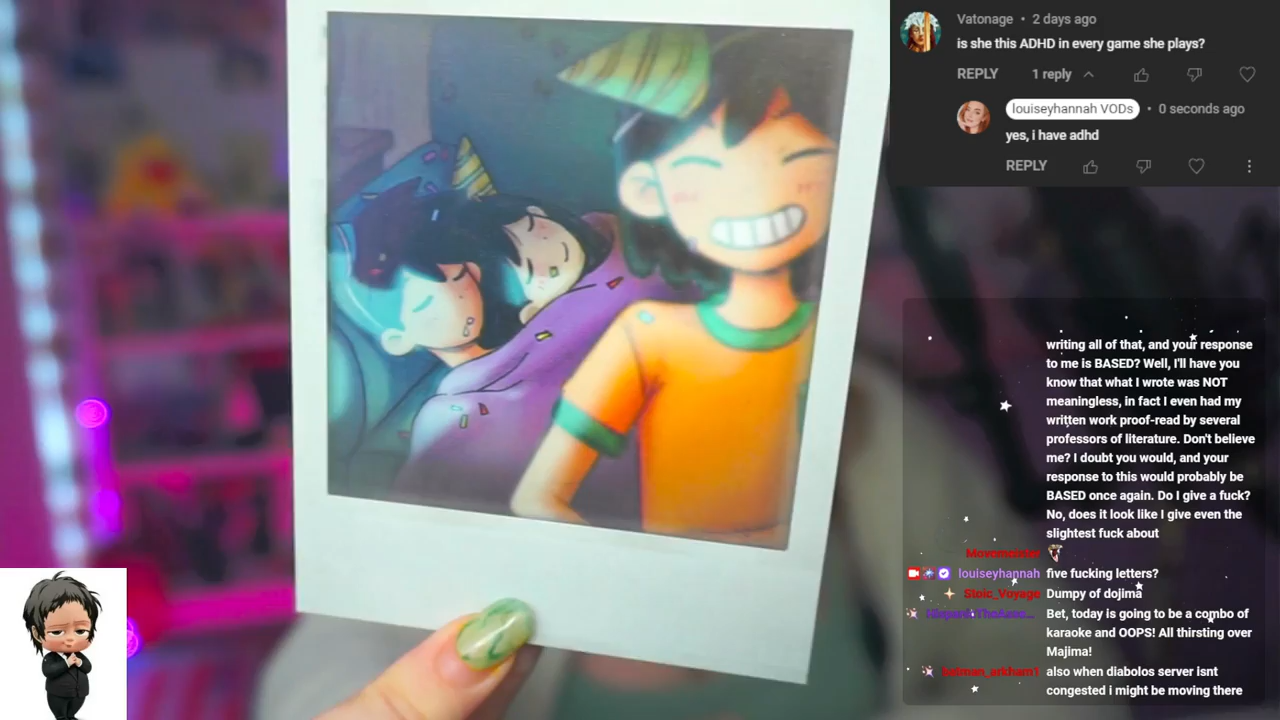 Vatonage • 2 days ago
is she this ADHD in every game she plays?
REPLY 1 reply
louiseyhannah VODs • 0 seconds ago
yes, i have adhd
REPLY
writing all of that, and your response
to me is BASED? Well, I'll have you
know that what I wrote was NOT
meaningless, in fact I even had my
written work proof-read by several
professors of literature. Don't believe
me? I doubt you would, and your
response to this would probably be
BASED once again. Do I give a fuck?
No, does it look like I give even the
slightest fuck about
louiseyhannah five fucking letters?
Stoic_Voyage Dumpy of dojima
Bet, today is going to be a combo of
karaoke and OOPS! All thirsting over
Majima!
batman_arkham1 also when diabolos server isnt
congested i might be moving there